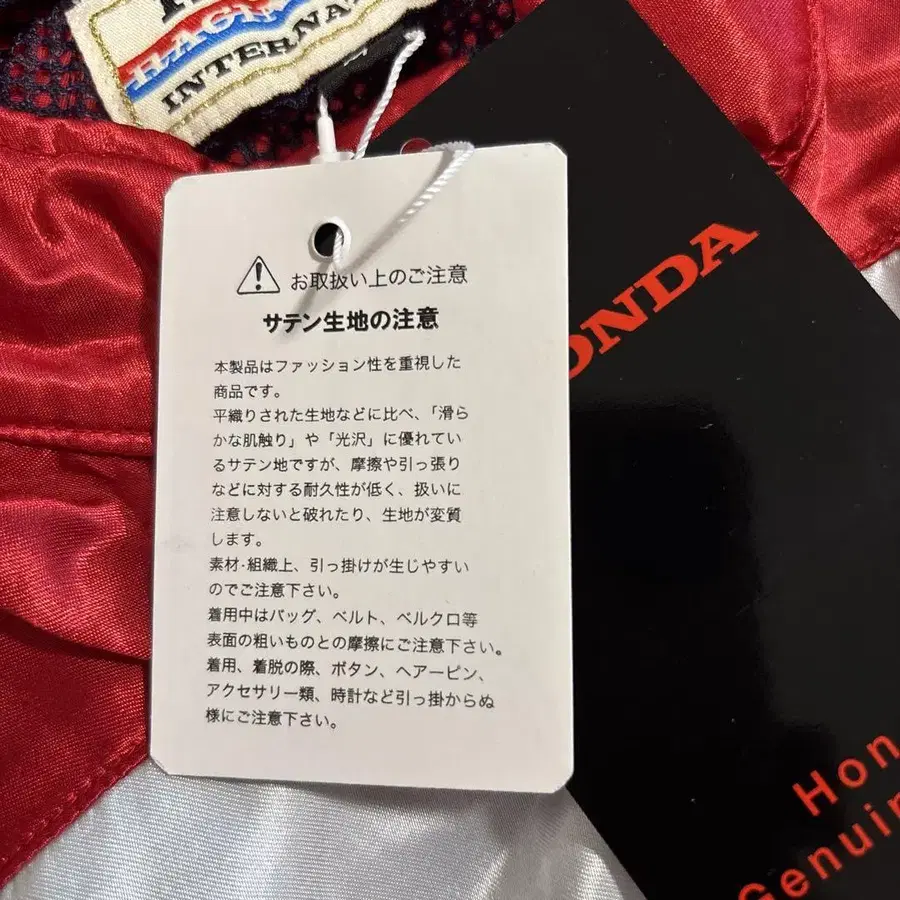 RACING
INTERNA
お取扱い上のご注意
サテン生地の注意
本製品はファッション性を重視した
商品です。
平織りされた生地などに比べ、「滑ら
かな肌触り」や「光沢」に優れてい
るサテン地ですが、摩擦や引っ張り
などに対する耐久性が低く、扱いに
注意しないと破れたり、生地が変質
します。
素材·組織上、引っ掛けが生じやすい
のでご注意下さい。
着用中はバッグ、ベルト、ベルクロ等
表面の粗いものとの摩擦にご注意下さい。
着用、着脱の際、ボタン、ヘアーピン、
アクセサリー類、時計など引っ掛からぬ
様にご注意下さい。
ONDA
Hon
Genuin